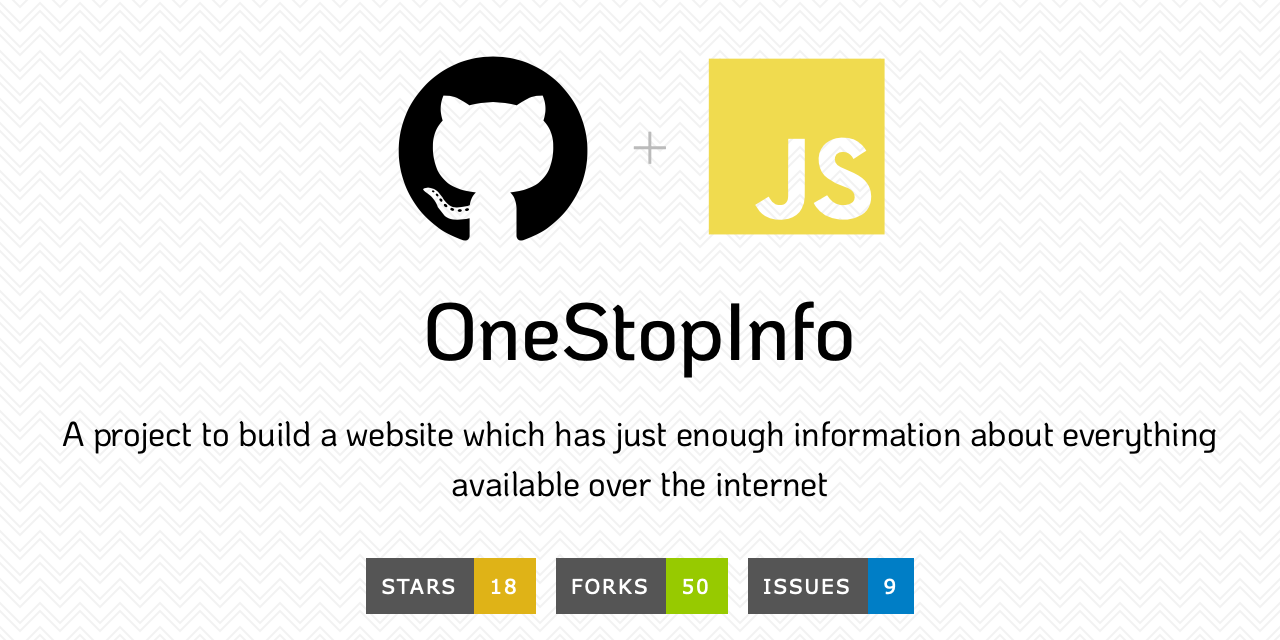 JS
OneStopInfo
A project to build a website which has just enough information about everything
available over the internet
STARS 18 FORKS 50 ISSUES 9